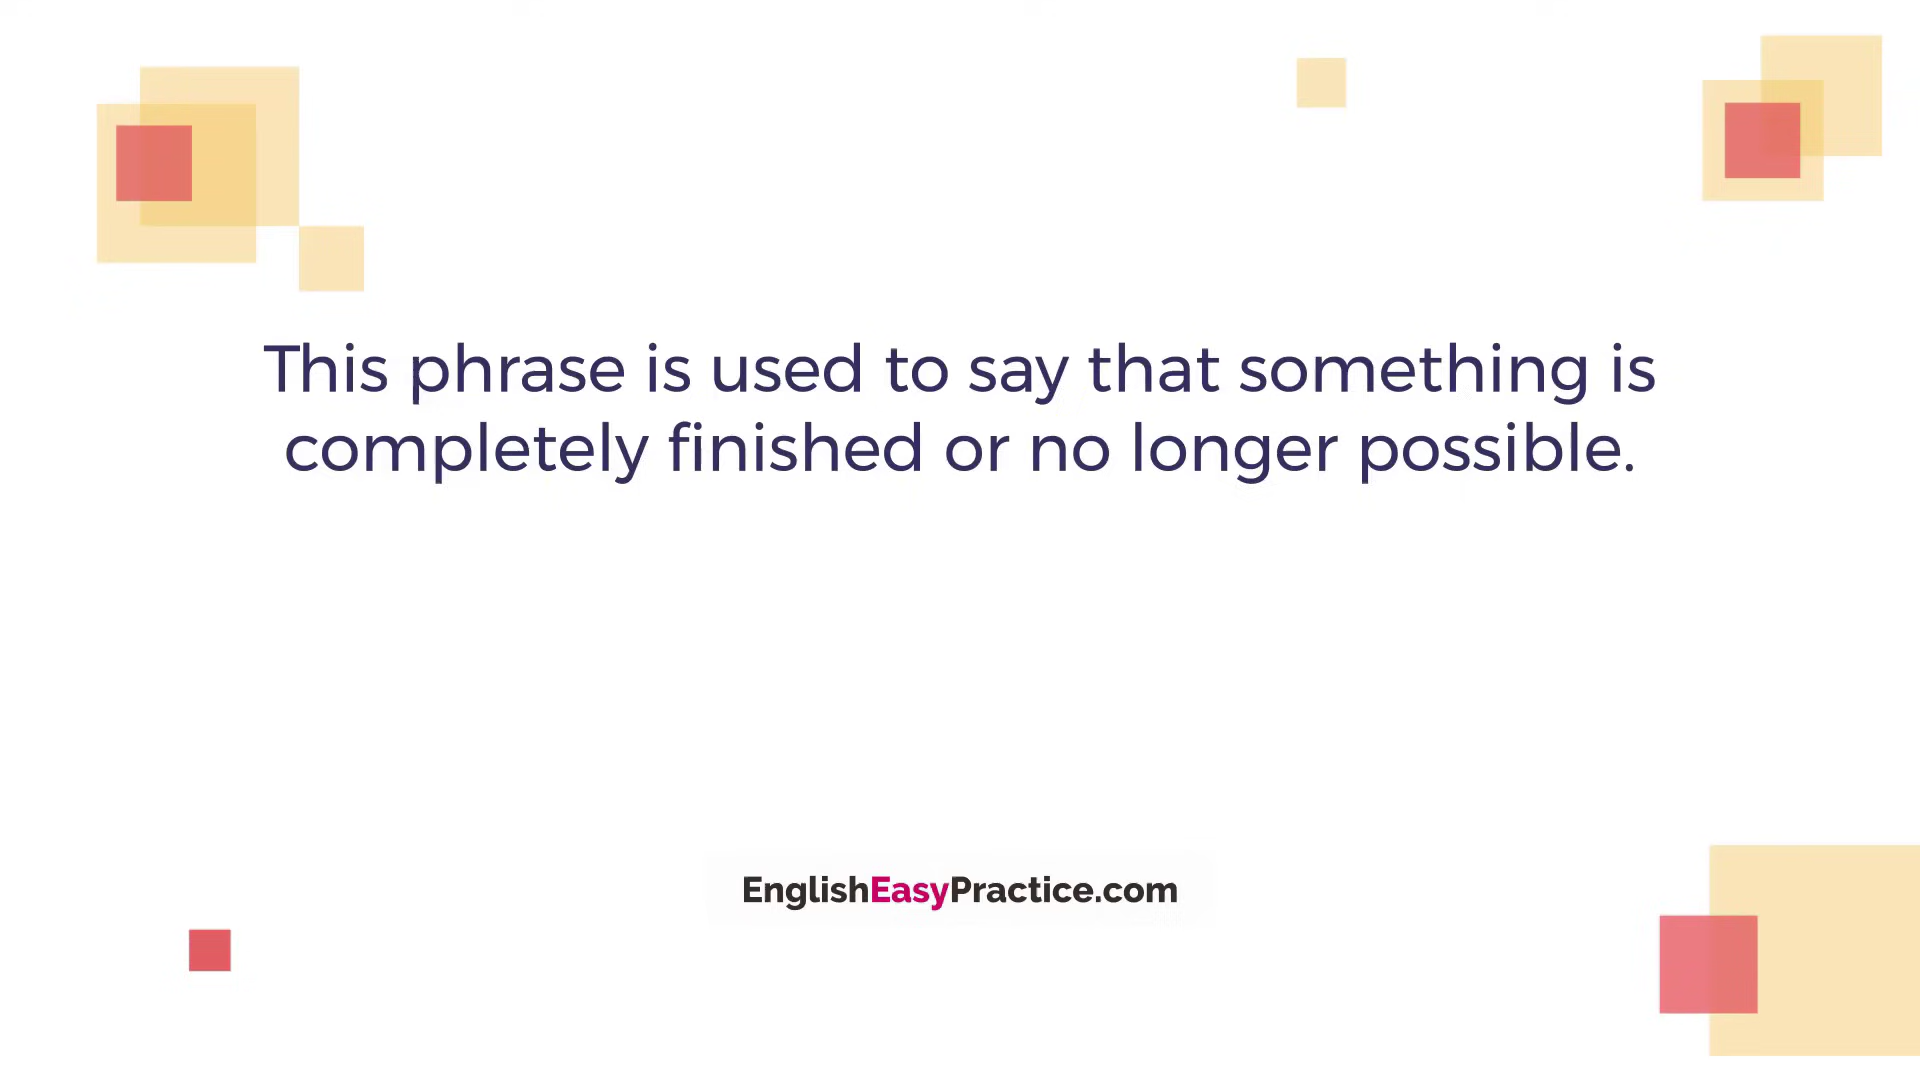 This phrase is used to say that something is
completely finished or no longer possible.
EnglishEasyPractice.com